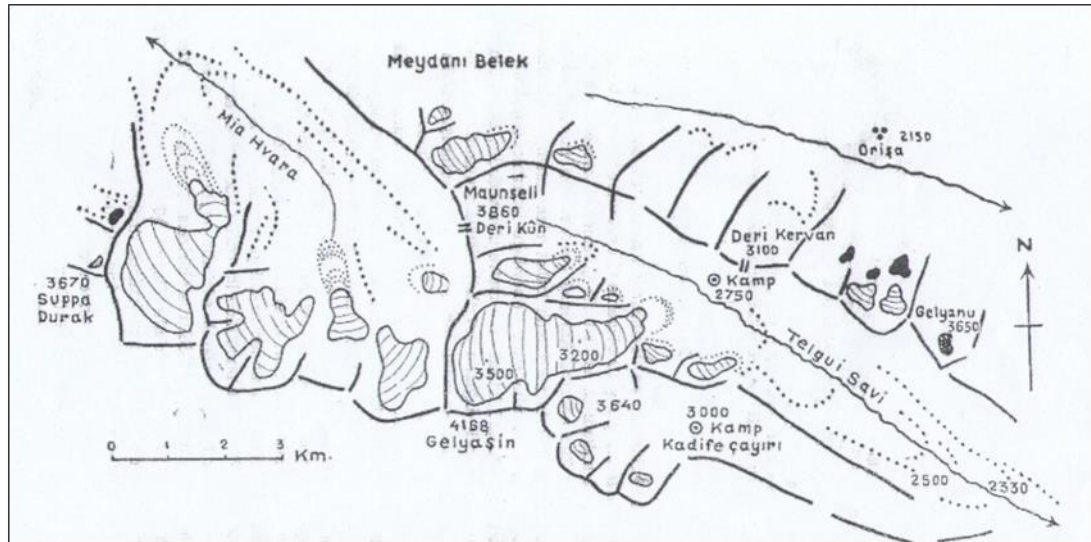 Meydanı Belek
Mia Hvara
2150
Orişa
Maunseli
3860
Deri Kün
Deri Kervan
3100
Kamp
2750
N
3670
Suppa
Durak
Gelyanu
3650
Telgui Savi
3200
3500
3640
3000
Kamp
Kadife çayırı
4168
Gelyaşin
0 1 2 3
Km.
2500
2330